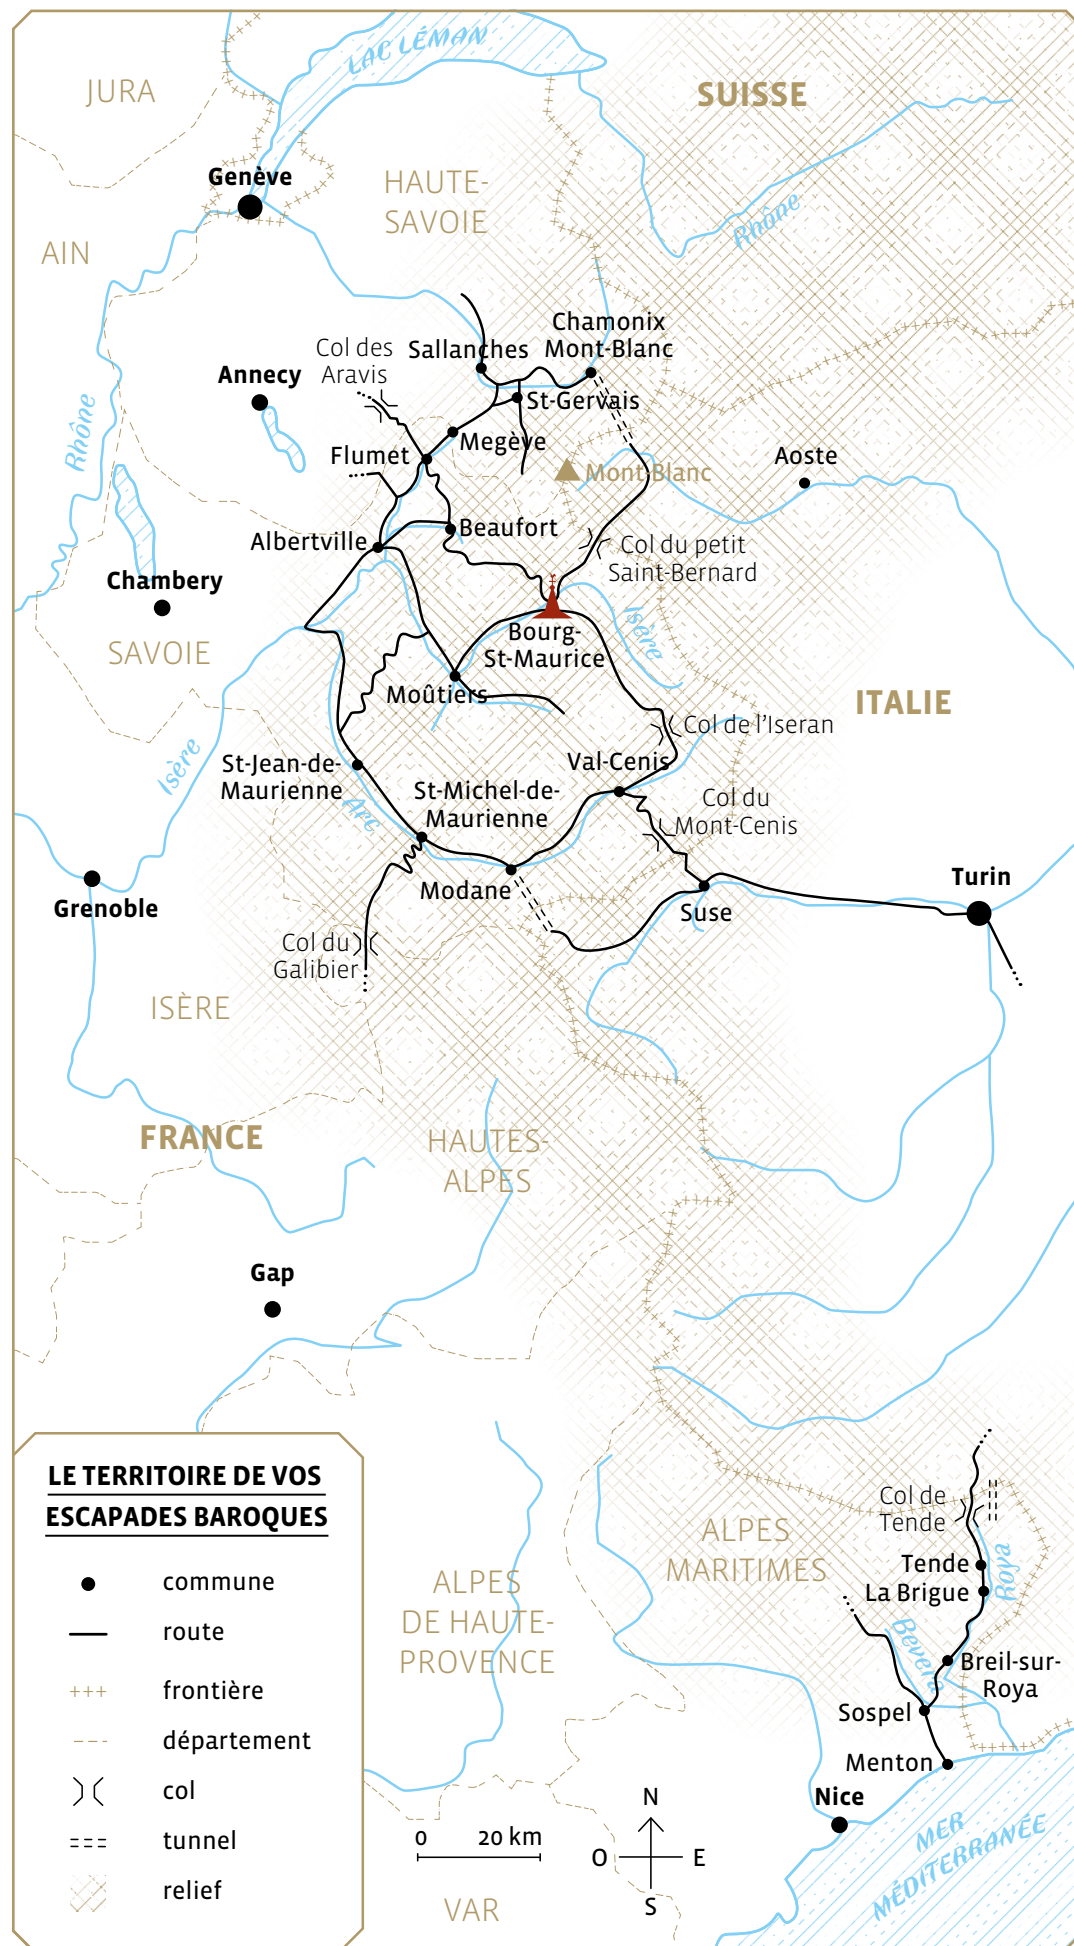 LAC LÉMAN
JURA
SUISSE
Genève
HAUTE-
SAVOIE
Rhône
AIN
Chamonix
Mont-Blanc
Col des
Aravis
Sallanches
Annecy
St-Gervais
Rhône
Megève
Flumet
Mont-Blanc
Aoste
Beaufort
Albertville
Col du petit
Saint-Bernard
Chambery
Isère
Bourg-
St-Maurice
SAVOIE
Moûtiers
ITALIE
Col de l'Iseran
Isère
St-Jean-de-
Maurienne
Val-Cenis
Arc
St-Michel-de-
Maurienne
Col du
Mont-Cenis
Grenoble
Modane
Suse
Turin
Col du
Galibier
ISÈRE
FRANCE
HAUTES-
ALPES
Gap
LE TERRITOIRE DE VOS
ESCAPADES BAROQUES
commune
route
frontière
département
col
tunnel
relief
ALPES
DE HAUTE-
PROVENCE
ALPES
MARITIMES
Col de
Tende
Tende
La Brigue
Roya
Bevera
Breil-sur-
Roya
Sospel
Menton
Nice
MER
MÉDITERRANÉE
0 20 km
N
O E
S
VAR